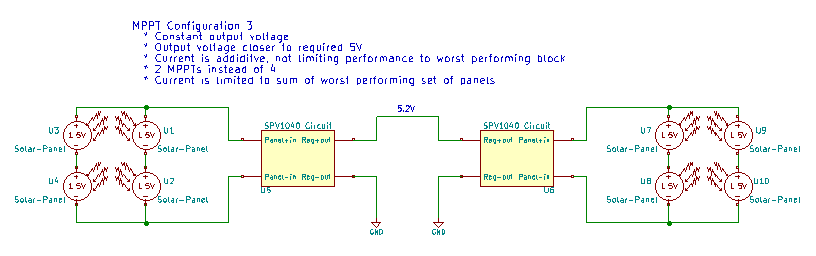 MPPT Configuration 3
* Constant output voltage
* Output voltage closer to required 5V
* Current is addidtve, not limiting performance to worst performing block
* 2 MPPTs instead of 4
* Current is limited to sum of worst performing set of panels
5.2V
SPV1040 Circuit
SPV1040 Circuit
U3
1.5V
Solar-Panel
U1
1.5V
Solar-Panel
Panel+in Reg+out
Reg+out Panel+in
U7
1.5V
Solar-Panel
U9
1.5V
Solar-Panel
U4
1.5V
Solar-Panel
U2
1.5V
Solar-Panel
Panel-in Reg-out
U5
Reg-out Panel-in
U6
U8
1.5V
Solar-Panel
U10
1.5V
Solar-Panel
GND
GND